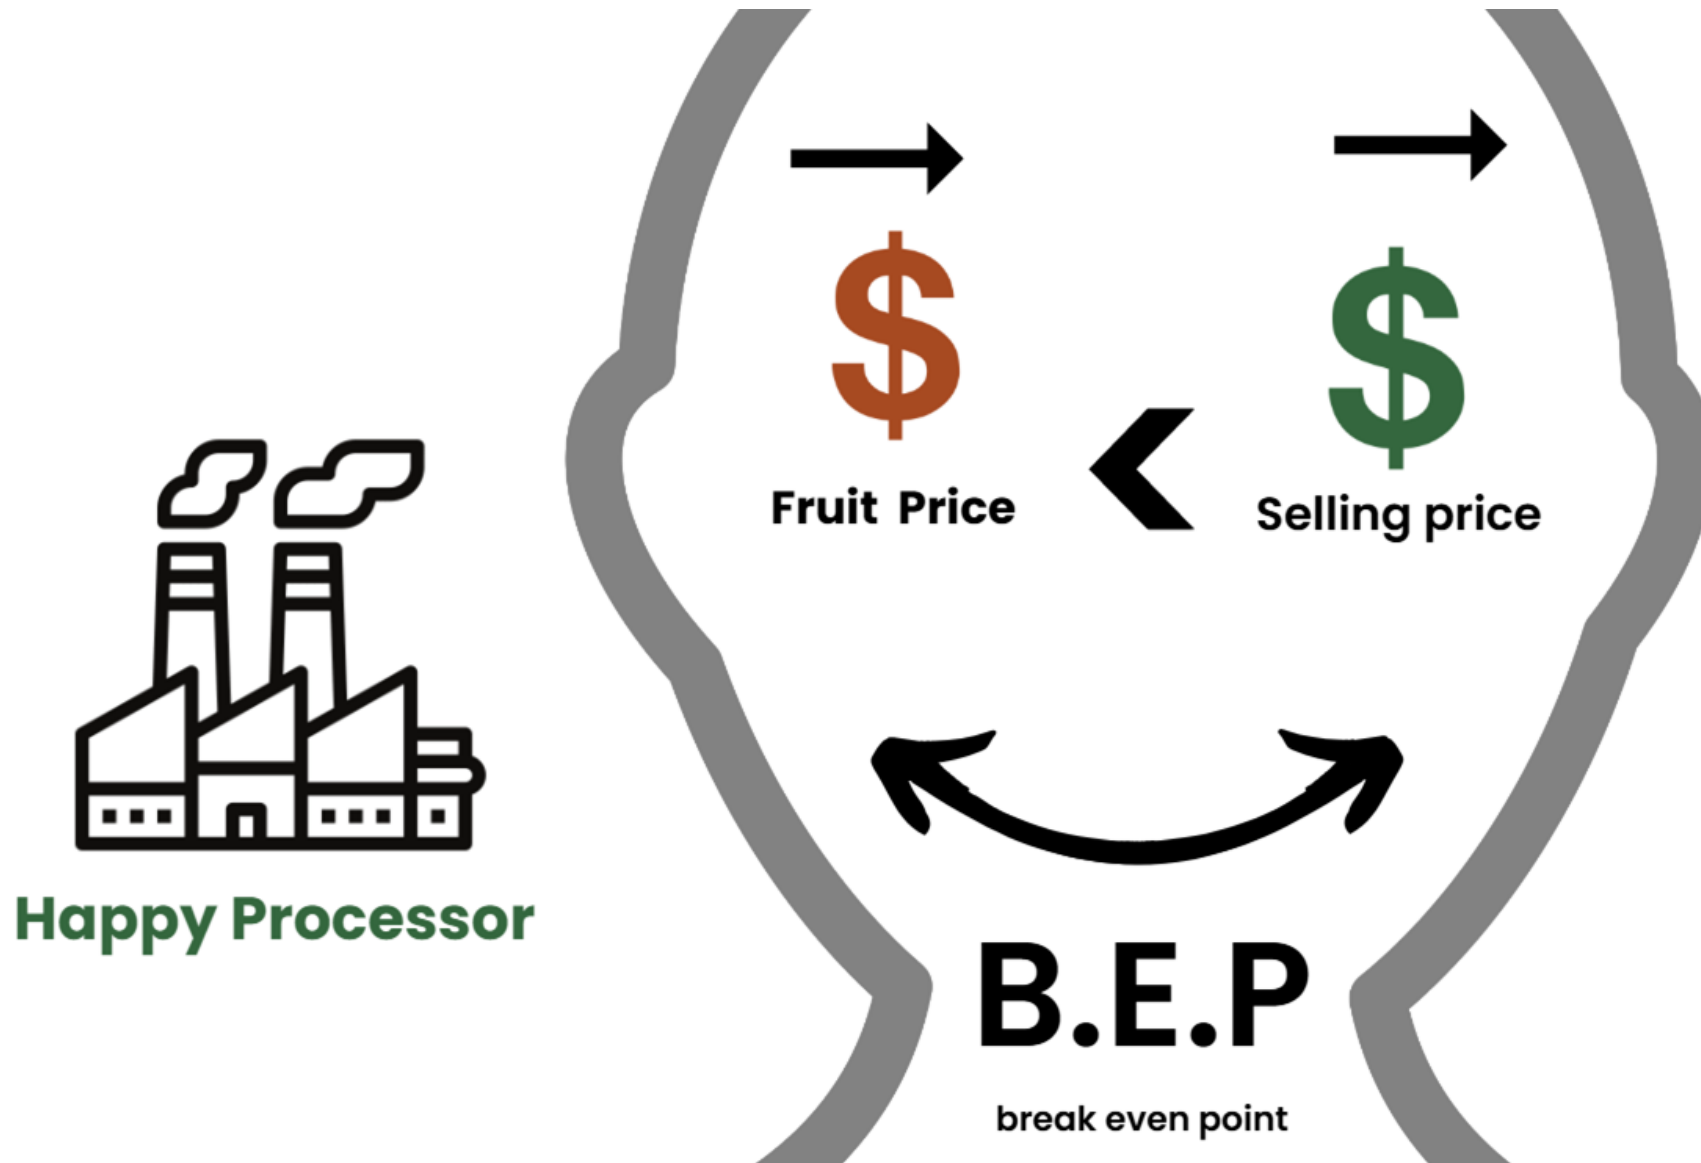 $ $
Fruit Price < Selling price
Happy Processor
B.E.P
break even point